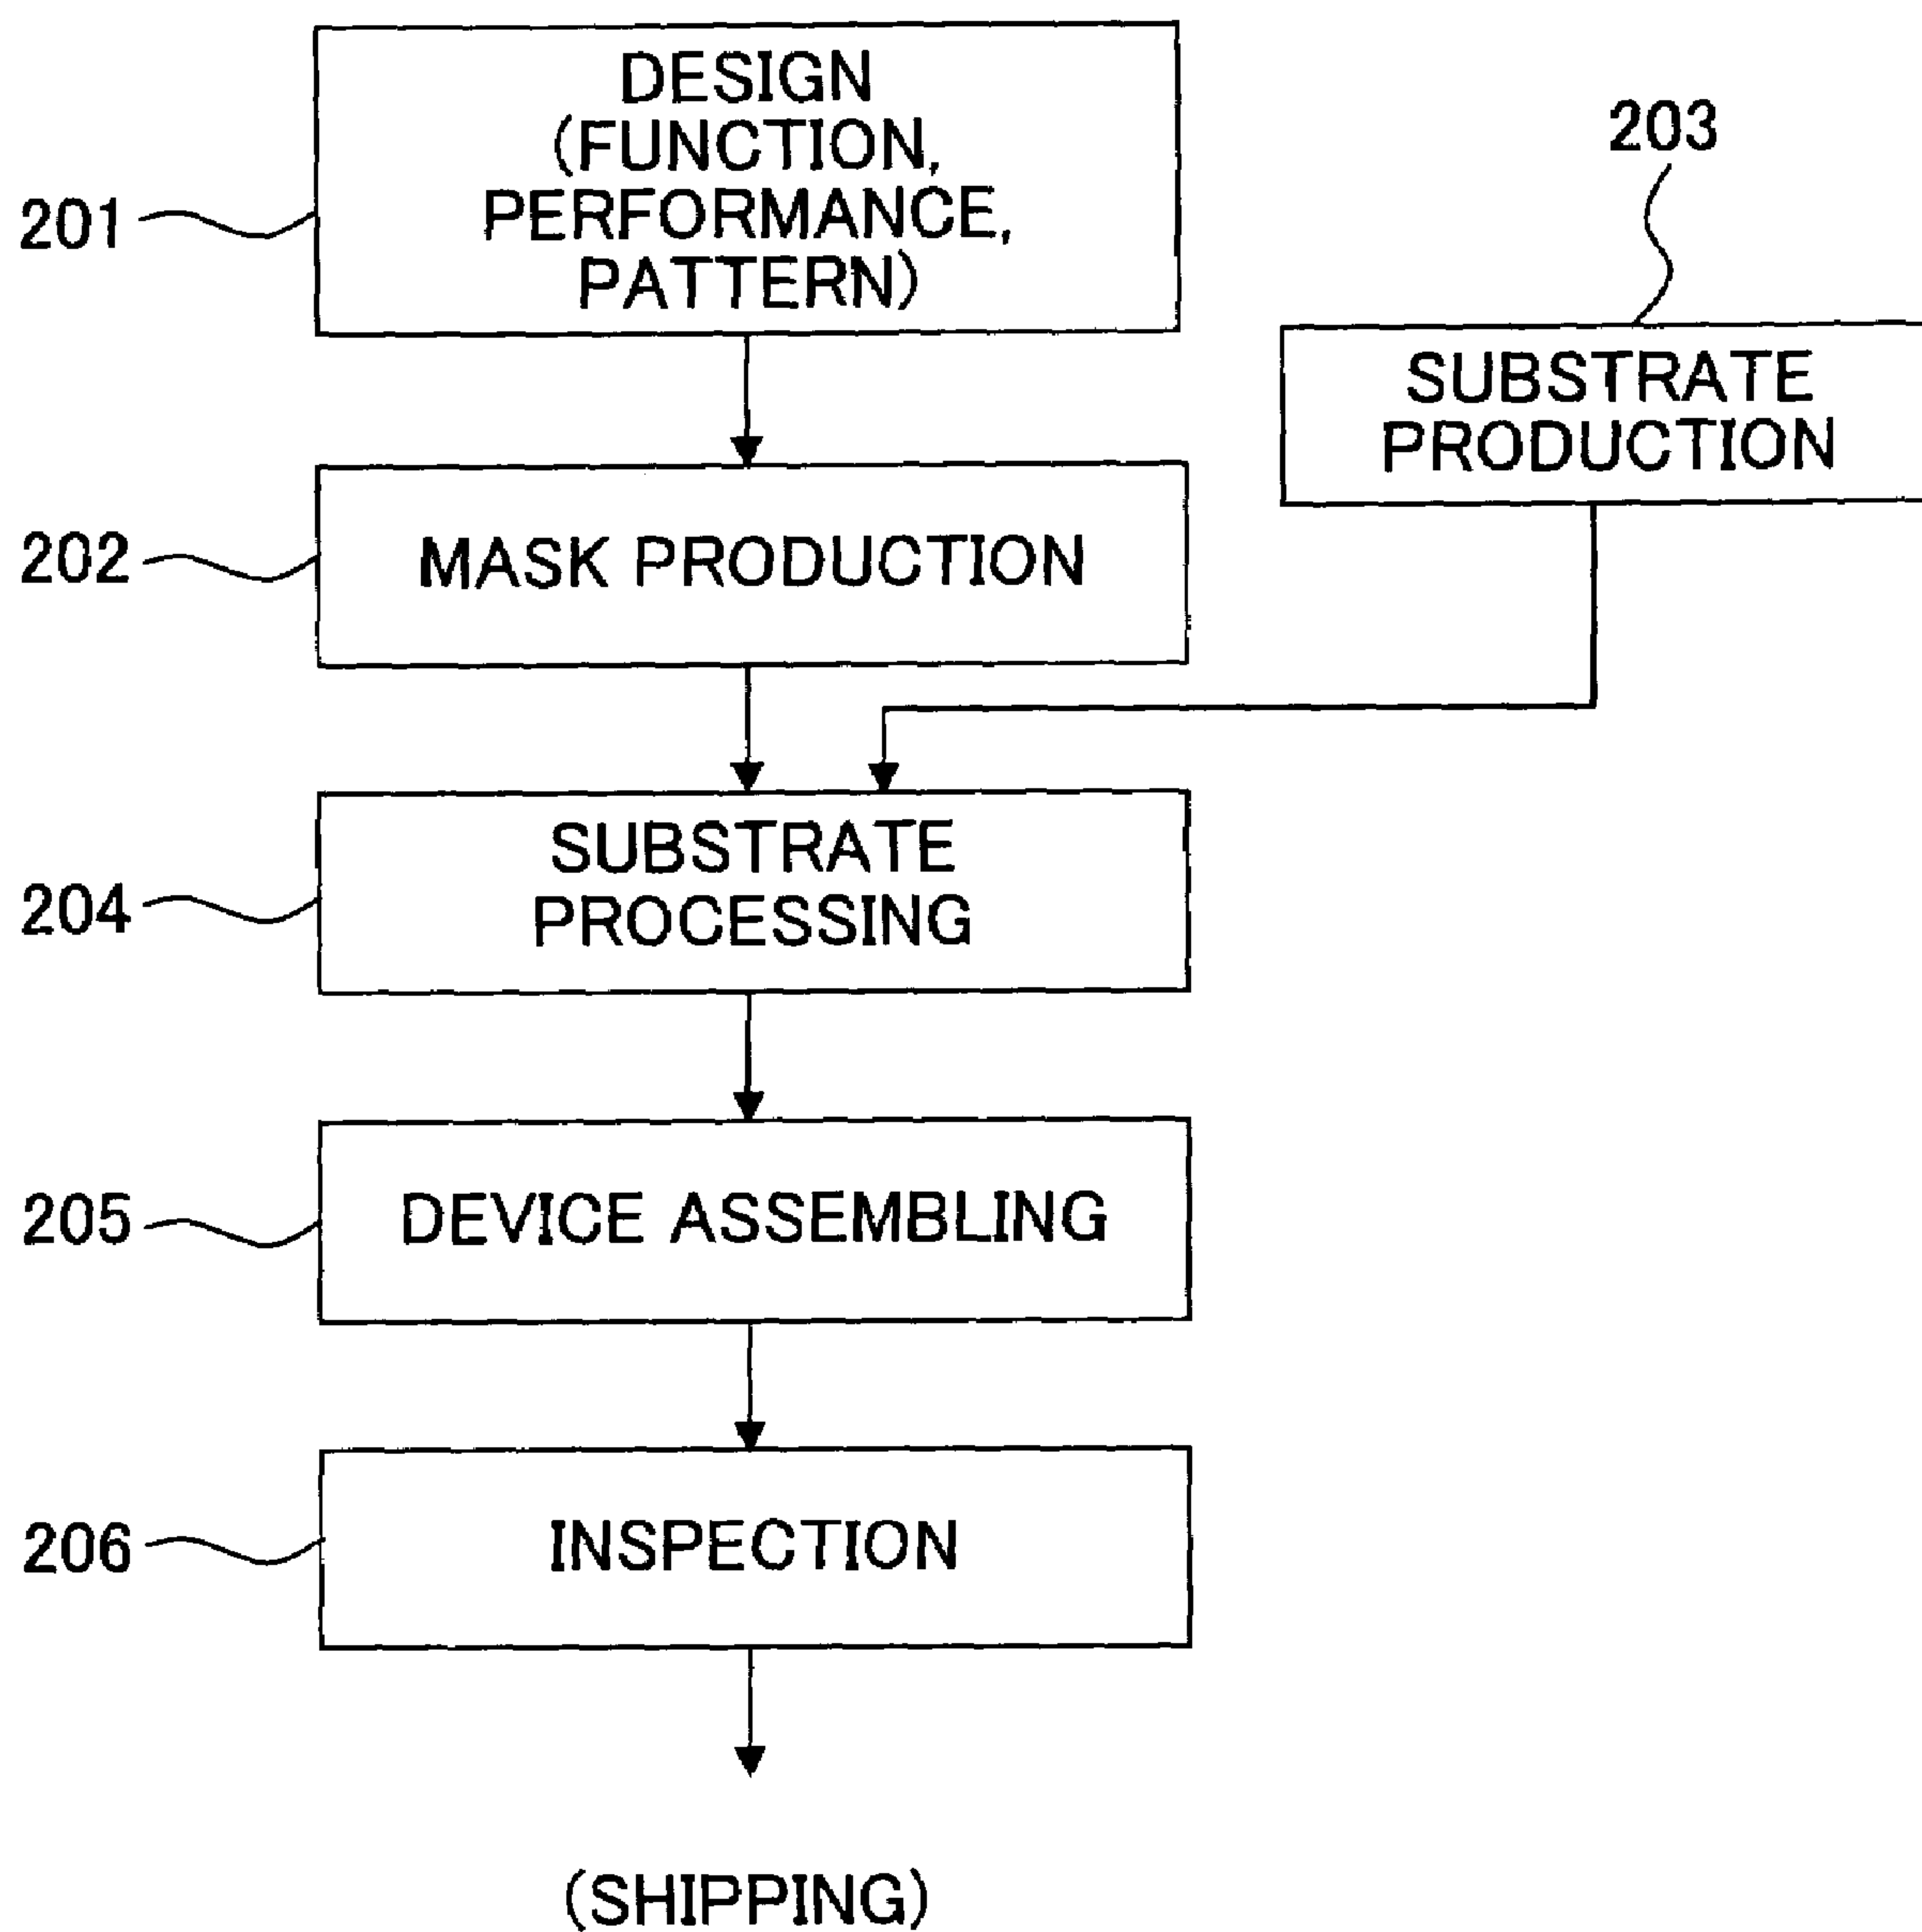 DESIGN
(FUNCTION,
PERFORMANCE,
PATTERN)
201
203
SUBSTRATE
PRODUCTION
202
MASK PRODUCTION
204
SUBSTRATE
PROCESSING
205
DEVICE ASSEMBLING
206
INSPECTION
(SHIPPING)